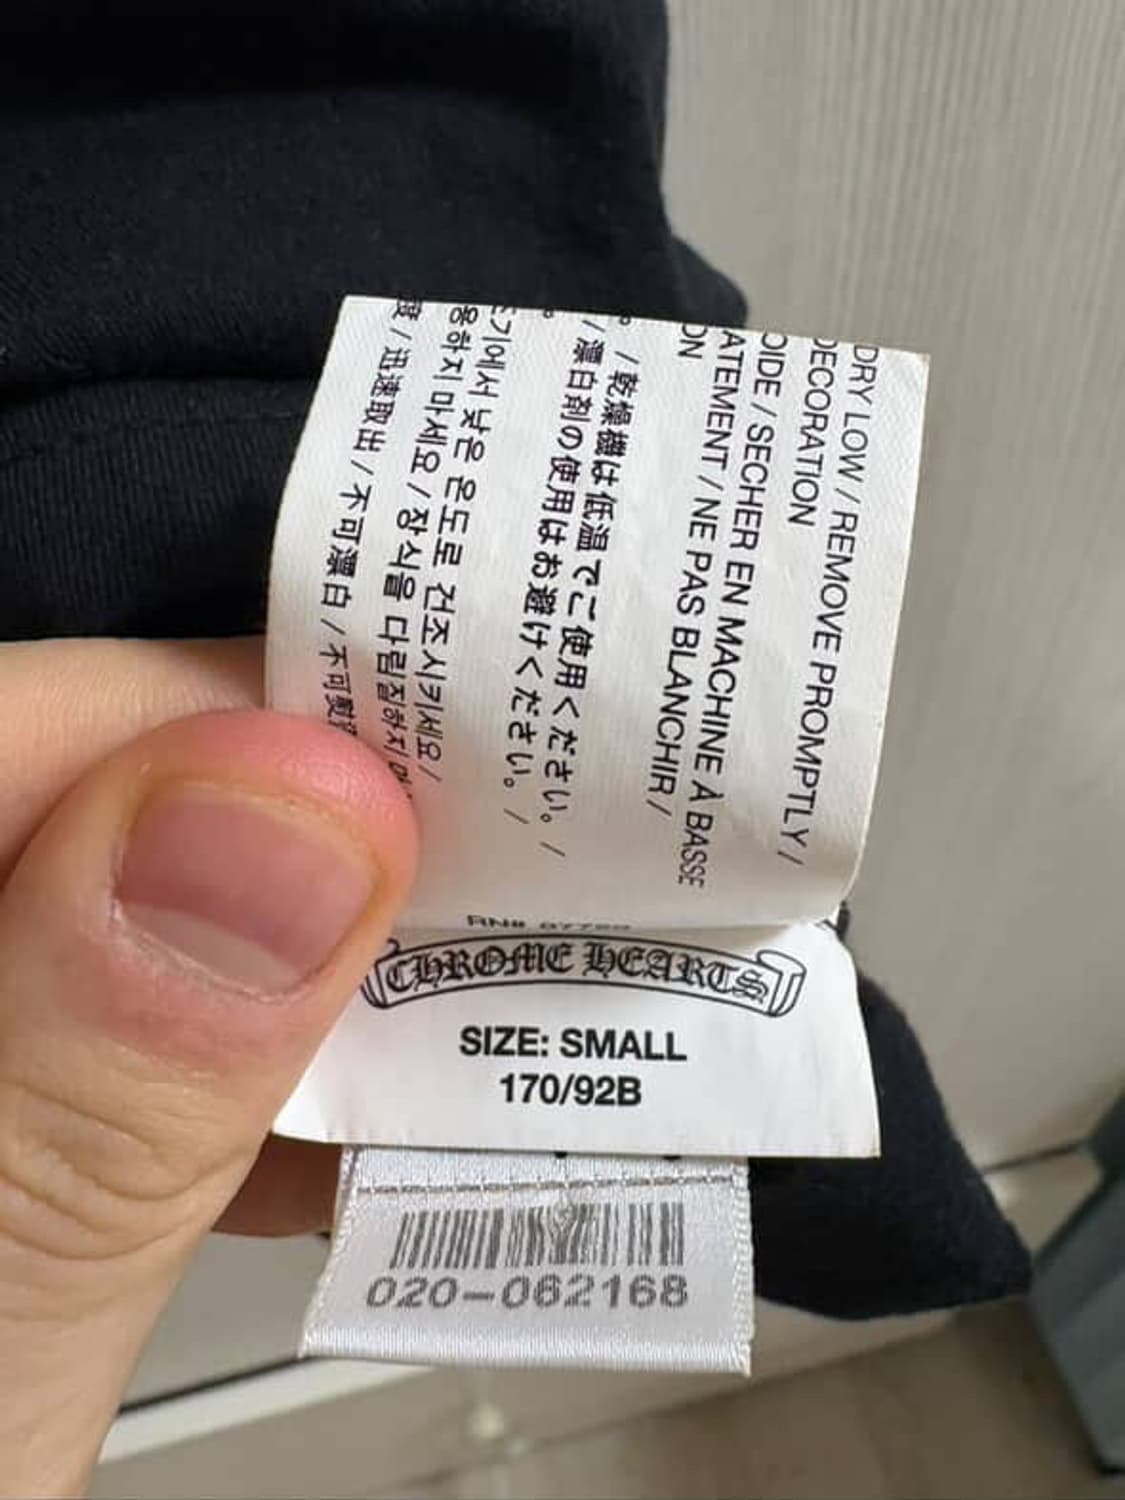 DRY LOW / REMOVE PROMPTLY /
DECORATION
OIDE / SECHER EN MACHINE À BASSE
ATEMENT / NE PAS BLANCHIR /
ON
。 / 乾燥機は低温でご使用ください。 /
/ 漂白剤の使用はお避けください。 /
。
기에서 낮은 온도로 건조시키세요 /
용하지 마세요 / 장식을 다림질하지
/ 迅速取出 / 不可漂白 / 不可熨
RN#
CHROME HEARTS
SIZE: SMALL
170/92B
020-062168